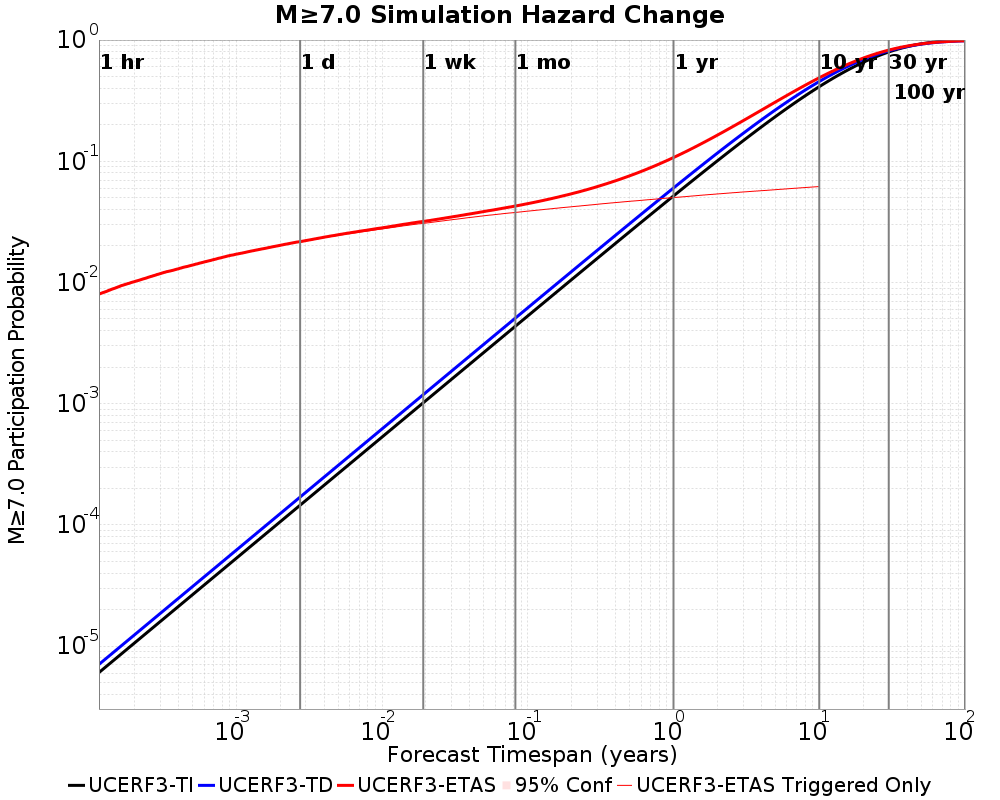 M≥7.0 Simulation Hazard Change
M≥7.0 Participation Probability
10^0
10^-1
10^-2
10^-3
10^-4
10^-5
1 hr
1 d
1 wk
1 mo
1 yr
10 yr
30 yr
100 yr
10^-3
10^-2
10^-1
10^0
10^1
10^2
Forecast Timespan (years)
UCERF3-TI UCERF3-TD UCERF3-ETAS 95% Conf UCERF3-ETAS Triggered Only